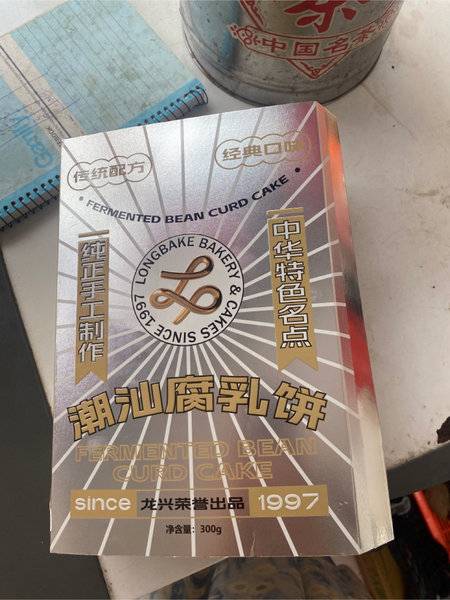 茶
中国名茶
Gambol
传统配方
经典口味
FERMENTED BEAN CURD CAKE
纯正手工制作
中华特色名点
LONGBAKE BAKERY & CAKES SINCE 1997
潮汕腐乳饼
FERMENTED BEAN
CURD CAKE
since 龙兴荣誉出品 1997
净含量：300g